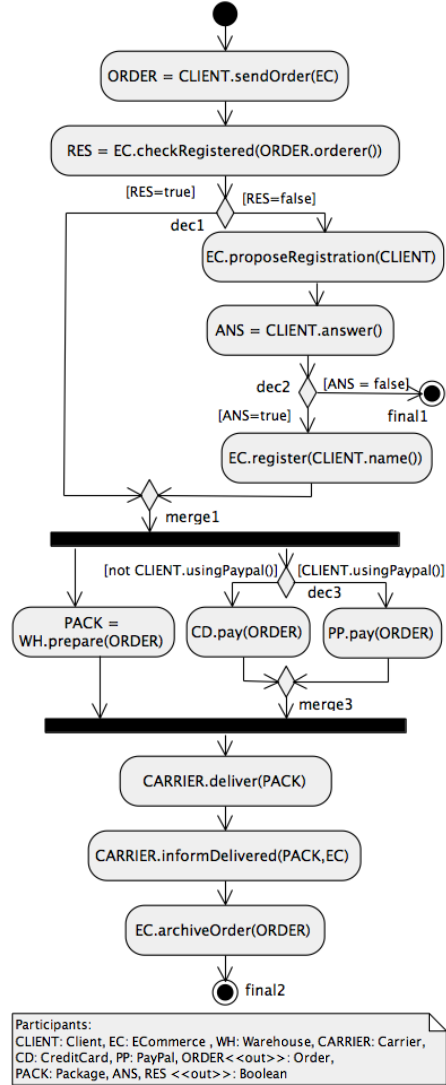 ORDER = CLIENT.sendOrder(EC)
RES = EC.checkRegistered(ORDER.orderer())
[RES=true]
[RES=false]
dec1
EC.proposeRegistration(CLIENT)
ANS = CLIENT.answer()
dec2
[ANS = false]
final1
[ANS=true]
EC.register(CLIENT.name())
merge1
[not CLIENT.usingPaypal()]
[CLIENT.usingPaypal()]
dec3
PACK =
WH.prepare(ORDER)
CD.pay(ORDER)
PP.pay(ORDER)
merge3
CARRIER.deliver(PACK)
CARRIER.informDelivered(PACK,EC)
EC.archiveOrder(ORDER)
final2
Participants:
CLIENT: Client, EC: ECommerce , WH: Warehouse, CARRIER: Carrier,
CD: CreditCard, PP: PayPal, ORDER<<out>>: Order,
PACK: Package, ANS, RES <<out>>: Boolean